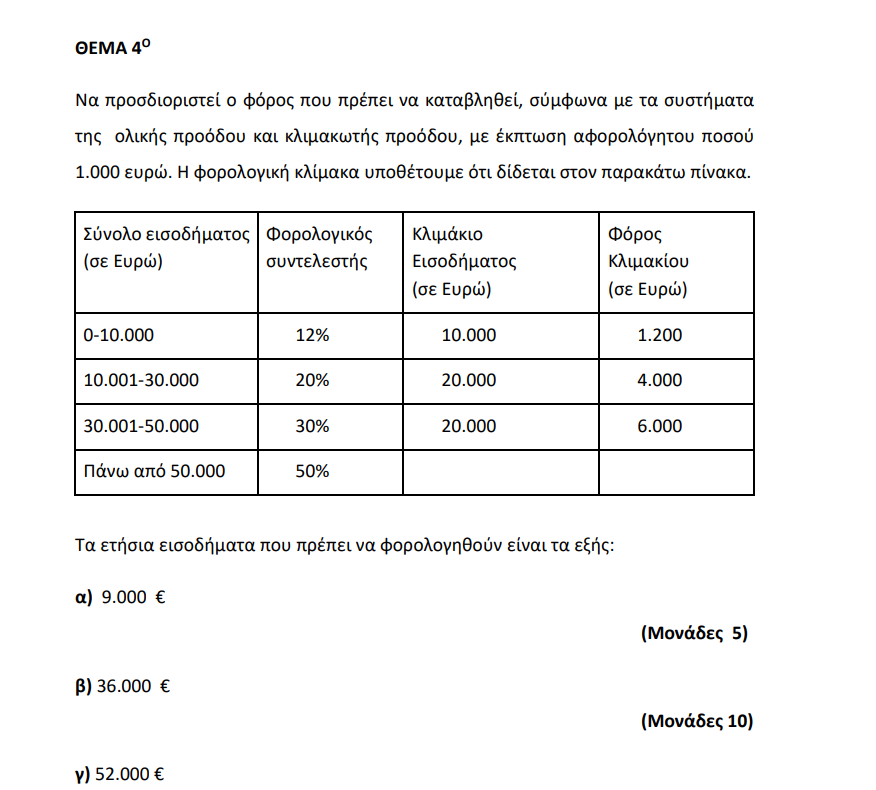 ΘΕΜΑ 4Ο
Να προσδιοριστεί ο φόρος που πρέπει να καταβληθεί, σύμφωνα με τα συστήματα
της ολικής προόδου και κλιμακωτής προόδου, με έκπτωση αφορολόγητου ποσού
1.000 ευρώ. Η φορολογική κλίμακα υποθέτουμε ότι δίδεται στον παρακάτω πίνακα.
Σύνολο εισοδήματος (σε Ευρώ) Φορολογικός συντελεστής Κλιμάκιο Εισοδήματος (σε Ευρώ) Φόρος Κλιμακίου (σε Ευρώ)
0-10.000 12% 10.000 1.200
10.001-30.000 20% 20.000 4.000
30.001-50.000 30% 20.000 6.000
Πάνω από 50.000 50%
Τα ετήσια εισοδήματα που πρέπει να φορολογηθούν είναι τα εξής:
α) 9.000 €
(Μονάδες 5)
β) 36.000 €
(Μονάδες 10)
γ) 52.000 €